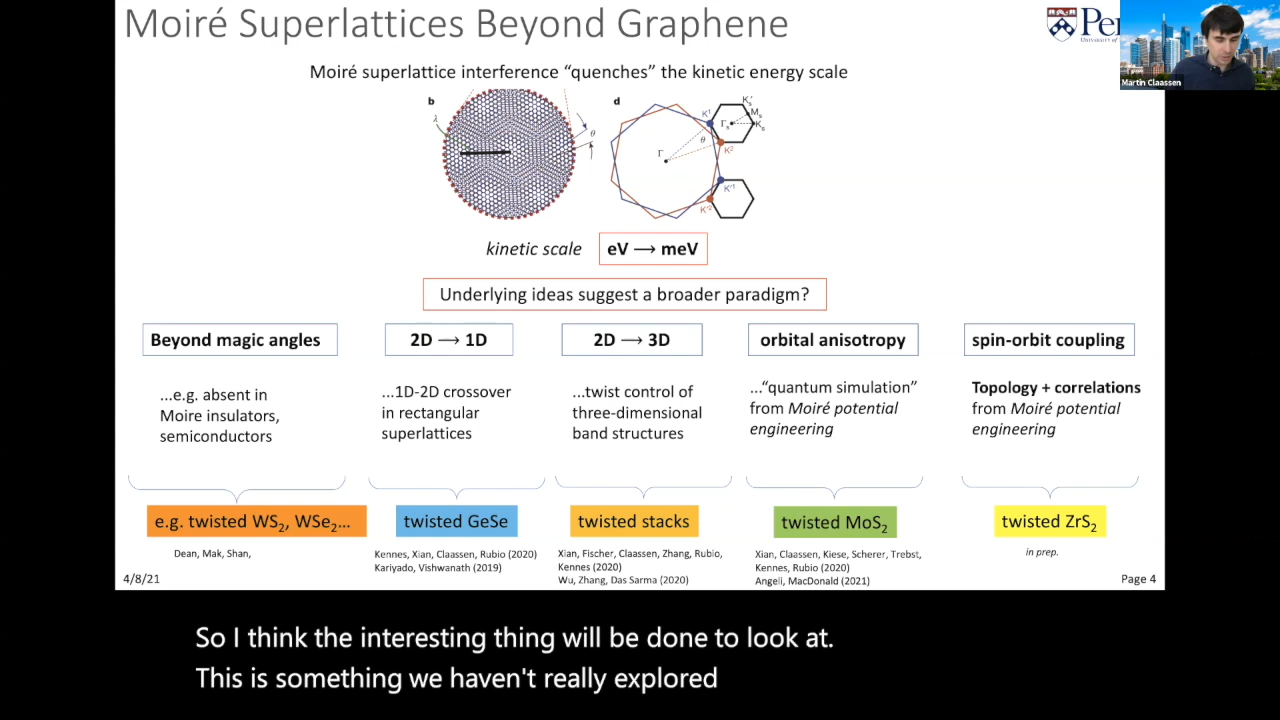 Moiré Superlattices Beyond Graphene
Martin Claassen
Moiré superlattice interference “quenches” the kinetic energy scale
b
λ
θ
d
K¹
K'ₛ
Mₛ
Γₛ
Kₛ
θ
K²
Γ
K'¹
K'²
kinetic scale
eV ⟶ meV
Underlying ideas suggest a broader paradigm?
Beyond magic angles
...e.g. absent in
Moire insulators,
semiconductors
e.g. twisted WS₂, WSe₂...
Dean, Mak, Shan,
2D ⟶ 1D
...1D-2D crossover
in rectangular
superlattices
twisted GeSe
Kennes, Xian, Claassen, Rubio (2020)
Kariyado, Vishwanath (2019)
2D ⟶ 3D
...twist control of
three-dimensional
band structures
twisted stacks
Xian, Fischer, Claassen, Zhang, Rubio,
Kennes (2020)
Wu, Zhang, Das Sarma (2020)
orbital anisotropy
...“quantum simulation”
from Moiré potential
engineering
twisted MoS₂
Xian, Claassen, Kiese, Scherer, Trebst,
Kennes, Rubio (2020)
Angeli, MacDonald (2021)
spin-orbit coupling
Topology + correlations
from Moiré potential
engineering
twisted ZrS₂
in prep.
4/8/21
Page 4
So I think the interesting thing will be done to look at.
This is something we haven't really explored